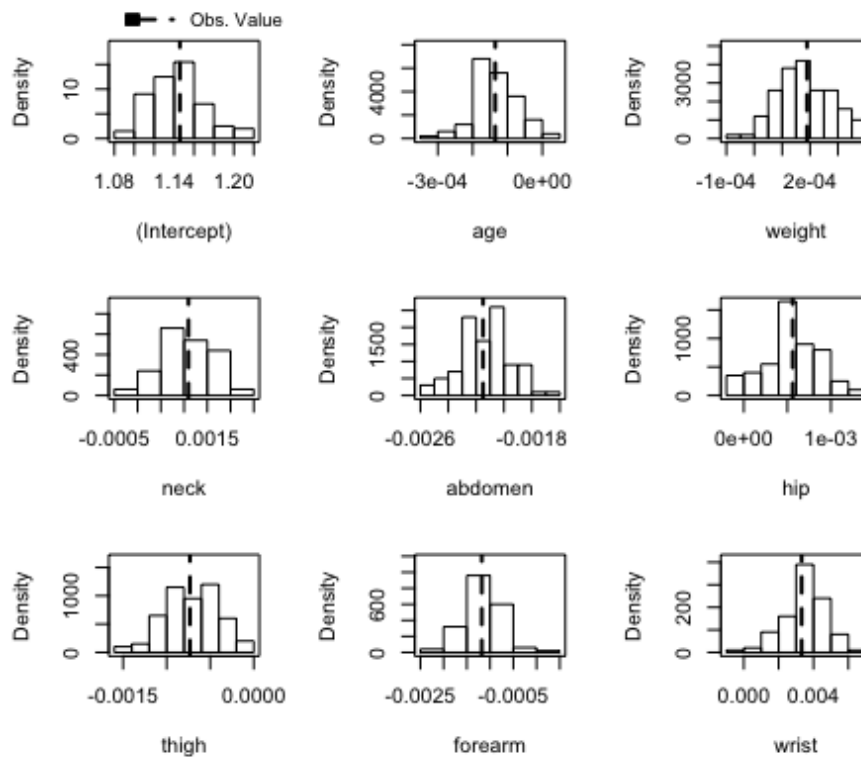 Obs. Value
Density
10
0
1.08 1.14 1.20
(Intercept)
Density
4000
0
-3e-04 0e+00
age
Density
3000
0
-1e-04 2e-04
weight
Density
400
0
-0.0005 0.0015
neck
Density
1500
0
-0.0026 -0.0018
abdomen
Density
1000
0
0e+00 1e-03
hip
Density
1000
0
-0.0015 0.0000
thigh
Density
600
0
-0.0025 -0.0005
forearm
Density
200
0
0.000 0.004
wrist